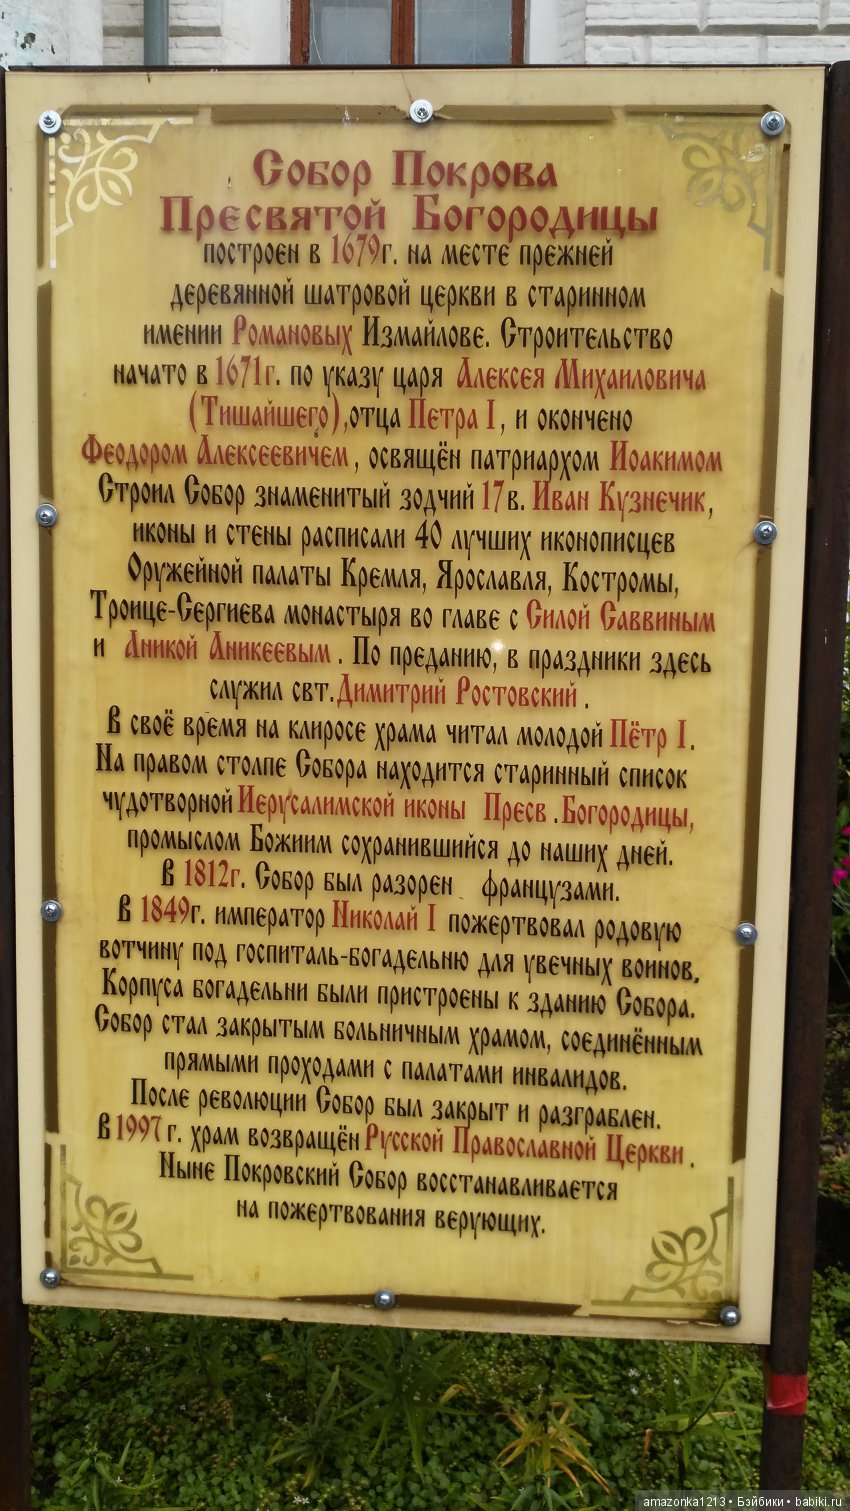 Собор Покрова
Пресвятой Богородицы
построен в 1679г. на месте прежней
деревянной шатровой церкви в старинном
имении Романовых Измайлове. Строительство
начато в 1671г. по указу царя Алексея Михаиловича
(Тишайшего),отца Петра I, и окончено
Феодором Алексеевичем, освящён патриархом Иоакимом
Строил Собор знаменитый зодчий 17в. Иван Кузнечик,
иконы и стены расписали 40 лучших иконописцев
Оружейной палаты Кремля, Ярославля, Костромы,
Троице-Сергиева монастыря во главе с Силой Саввиным
и Аникой Аникеевым. По преданию, в праздники здесь
служил свт.Димитрий Ростовский.
В своё время на клиросе храма читал молодой Пётр I.
На правом столпе Собора находится старинный список
чудотворной Иерусалимской иконы Пресв.Богородицы,
промыслом Божиим сохранившийся до наших дней.
В 1812г. Собор был разорен французами.
В 1849г. император Николай I пожертвовал родовую
вотчину под госпиталь-богадельню для увечных воинов.
Корпуса богадельни были пристроены к зданию Собора.
Собор стал закрытым больничным храмом, соединённым
прямыми проходами с палатами инвалидов.
После революции Собор был закрыт и разграблен.
В 1997 г. храм возвращён Русской Православной Церкви.
Ныне Покровский Собор восстанавливается
на пожертвования верующих.
amazonka1213 • Бэйбики • babiki.ru